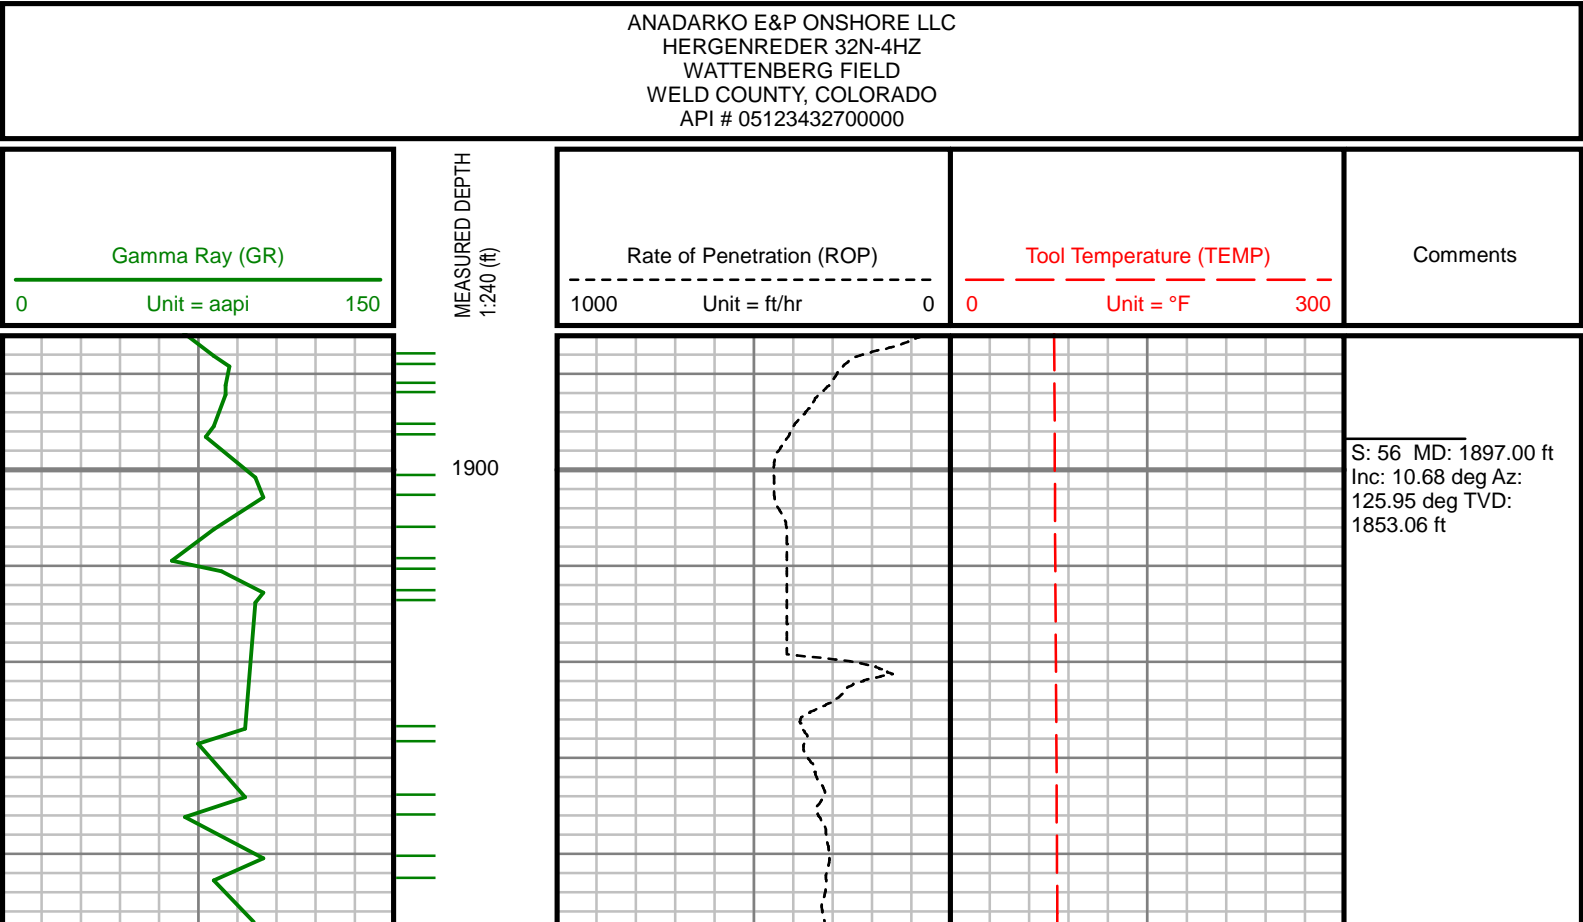 ANADARKO E&P ONSHORE LLC
HERGENREDER 32N-4HZ
WATTENBERG FIELD
WELD COUNTY, COLORADO
API # 05123432700000
Gamma Ray (GR)
0 Unit = aapi 150
MEASURED DEPTH
1:240 (ft)
Rate of Penetration (ROP)
1000 Unit = ft/hr 0
Tool Temperature (TEMP)
0 Unit = °F 300
Comments
1900
S: 56 MD: 1897.00 ft
Inc: 10.68 deg Az:
125.95 deg TVD:
1853.06 ft